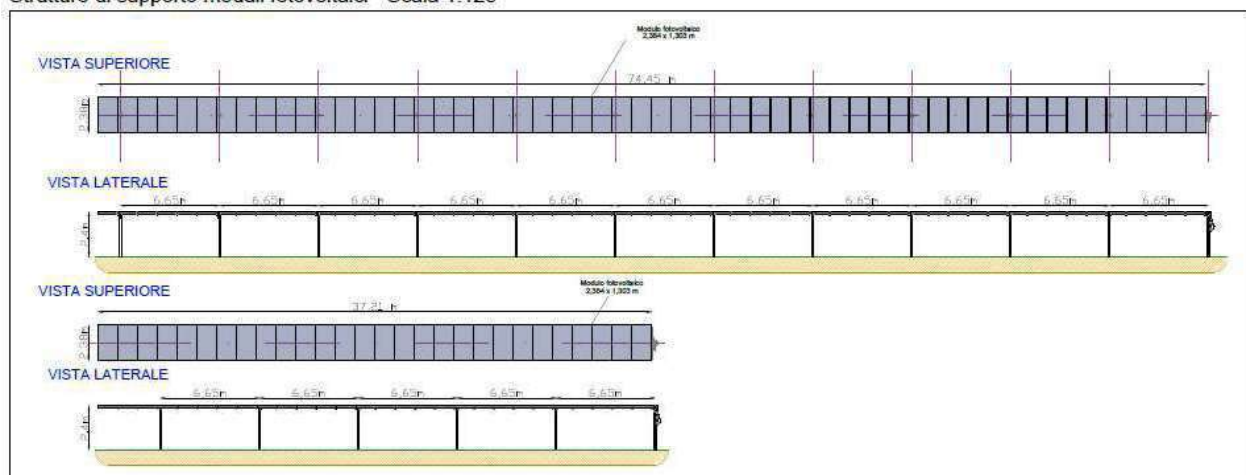 Strutture di supporto moduli fotovoltaici - Scala 1:125
Modulo fotovoltaico
2,384 x 1,303 m
VISTA SUPERIORE
74,45 m
2,38m
VISTA LATERALE
6,65m 6,65m 6,65m 6,65m 6,65m 6,65m 6,65m 6,65m 6,65m 6,65m 6,65m
2,4m
VISTA SUPERIORE
Modulo fotovoltaico
2,384 x 1,303 m
37,21 m
2,38m
VISTA LATERALE
6,65m 6,65m 6,65m 6,65m 6,65m
2,4m